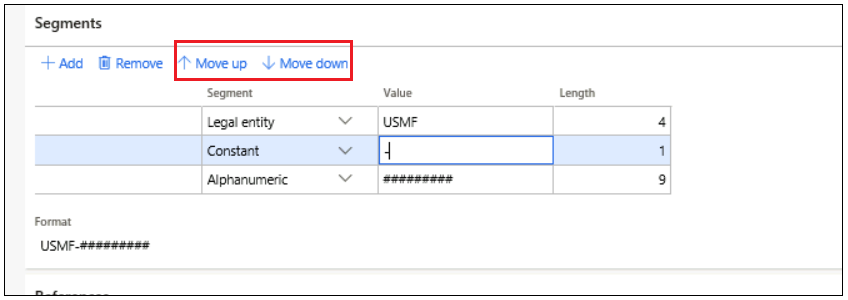 Segments
Add Remove Move up Move down
Segment Value Length
Legal entity USMF 4
Constant - 1
Alphanumeric ######### 9
Format
USMF-#########
References